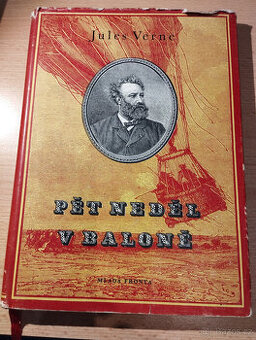 Jules Verne
PĚT NEDĚL
V BALONĚ
MLADÁ FRONTA